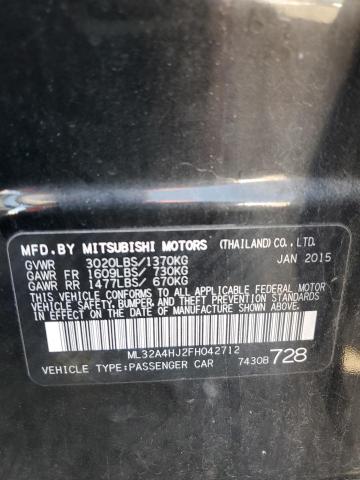 MFD.BY MITSUBISHI MOTORS (THAILAND) CO., LTD.
GVWR 3020LBS/1370KG JAN 2015
GAWR FR 1609LBS/ 730KG
GAWR RR 1477LBS/ 670KG
THIS VEHICLE CONFORMS TO ALL APPLICABLE FEDERAL MOTOR
VEHICLE SAFETY, BUMPER, AND THEFT PREVENTION STANDARDS
IN EFFECT ON THE DATE OF MANUFACTURE SHOWN ABOVE.
ML32A4HJ2FH042712
VEHICLE TYPE:PASSENGER CAR 74308 728